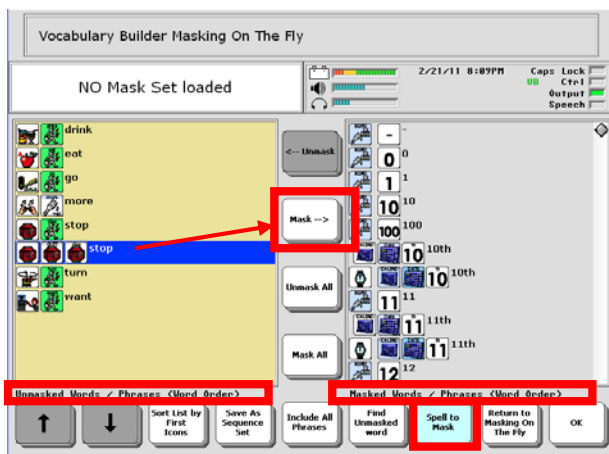 Vocabulary Builder Masking On The Fly
NO Mask Set loaded
2/21/11 8:09PM
Caps Lock
VB Ctrl
Output
Speech
drink
eat
go
more
stop
stop
turn
want
<-- Unmask
Mask -->
Unmask All
Mask All
- -
0 0
1 1
10 10
100 100
10 10th
10 10th
11 11
11 11th
11 11th
12 12
Unmasked Words / Phrases (Word Order)
Masked Words / Phrases (Word Order)
Sort List by First Icons
Save As Sequence Set
Include All Phrases
Find Unmasked word
Spell to Mask
Return to Masking On The Fly
OK